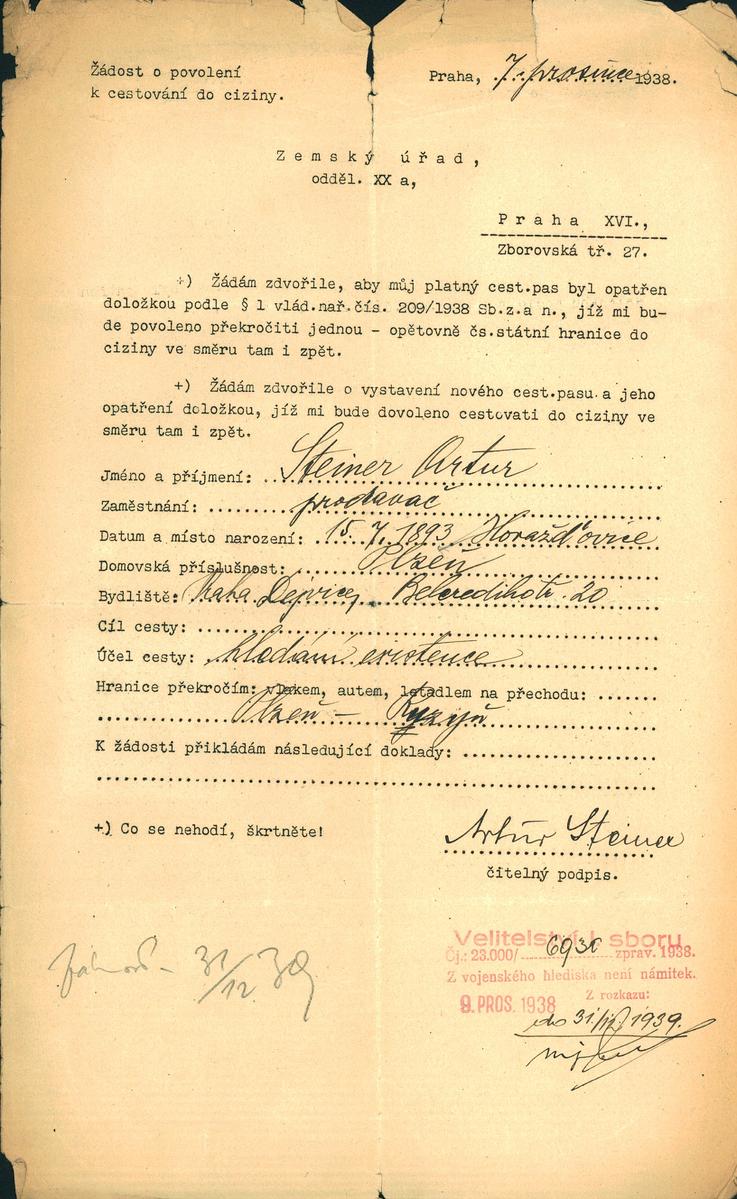 Žádost o povolení
k cestování do ciziny.
Praha, 7. prosince 1938.
Zemský úřad,
odděl. XX a,
Praha XVI.,
Zborovská tř. 27.
+) Žádám zdvořile, aby můj platný cest.pas byl opatřen
doložkou podle § 1 vlád.nař.čís. 209/1938 Sb.z.a n., jíž mi bu-
de povoleno překročiti jednou - opětovně čs.státní hranice do
ciziny ve směru tam i zpět.
+) Žádám zdvořile o vystavení nového cest.pasu a jeho
opatření doložkou, jíž mi bude dovoleno cestovati do ciziny ve
směru tam i zpět.
Jméno a příjmení: Steiner Artur
Zaměstnání: prodavač
Datum a místo narození: 15.7.1893 Horažďovice
Domovská příslušnost: Plzeň
Bydliště: Praha Dejvice, Belcrediho tř. 20
Cíl cesty:
Účel cesty: hledání existence
Hranice překročím: vlakem, autem, letadlem na přechodu:
Plzeň -
K žádosti přikládám následující doklady:
+) Co se nehodí, škrtněte!
Artur Steiner
čitelný podpis.
Velitelství I. sboru
Čj.: 23.000/ zprav. 1938.
Z vojenského hlediska není námitek.
9. PROS. 1938 Z rozkazu:
do 1939.
31/12 39